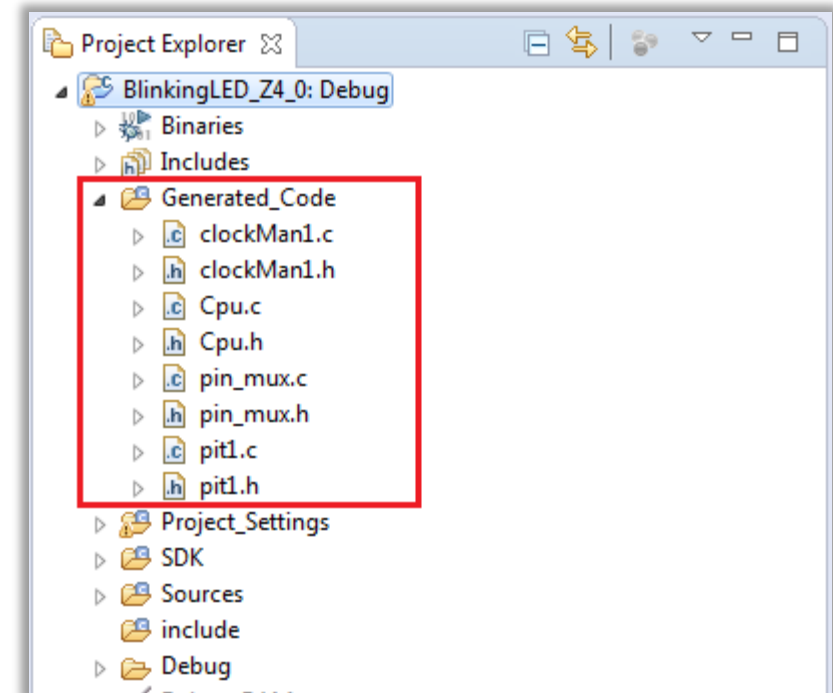 Project Explorer
BlinkingLED_Z4_0: Debug
Binaries
Includes
Generated_Code
.c clockMan1.c
.h clockMan1.h
.c Cpu.c
.h Cpu.h
.c pin_mux.c
.h pin_mux.h
.c pit1.c
.h pit1.h
Project_Settings
SDK
Sources
include
Debug